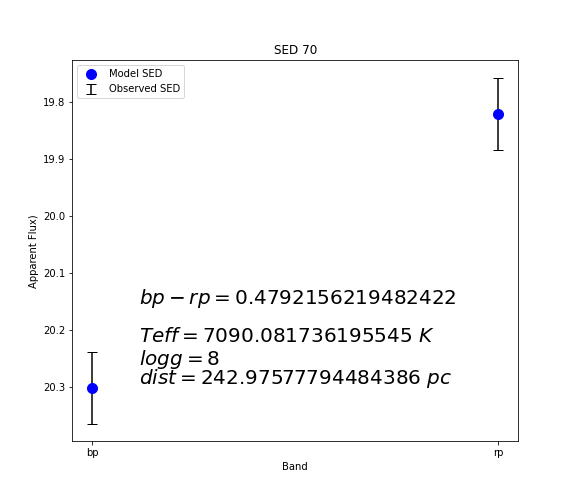 SED 70
Model SED
Observed SED
19.8
19.9
20.0
20.1
20.2
20.3
Apparent Flux)
bp − rp = 0.4792156219482422
Teff = 7090.081736195545 K
logg = 8
dist = 242.97577794484386 pc
bp
rp
Band